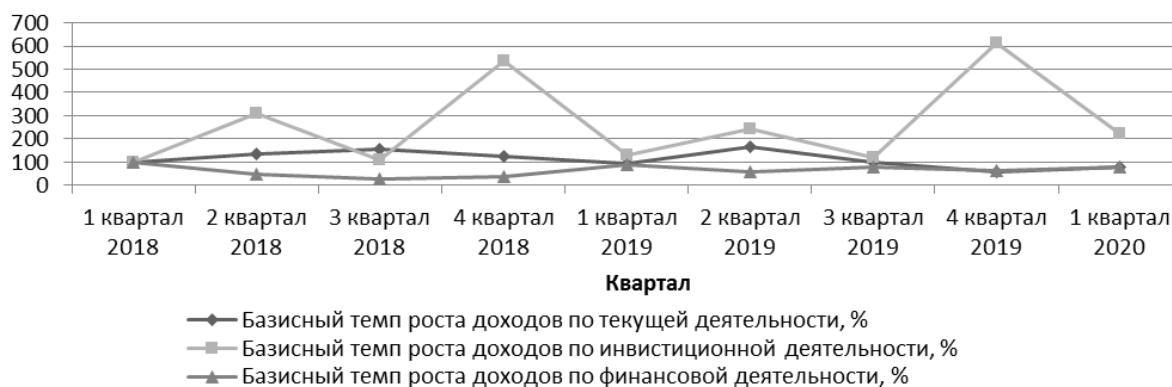 700
600
500
400
300
200
100
0
1 квартал 2 квартал 3 квартал 4 квартал 1 квартал 2 квартал 3 квартал 4 квартал 1 квартал
2018 2018 2018 2018 2019 2019 2019 2019 2020
Квартал
Базисный темп роста доходов по текущей деятельности, %
Базисный темп роста доходов по инвистиционной деятельности, %
Базисный темп роста доходов по финансовой деятельности, %